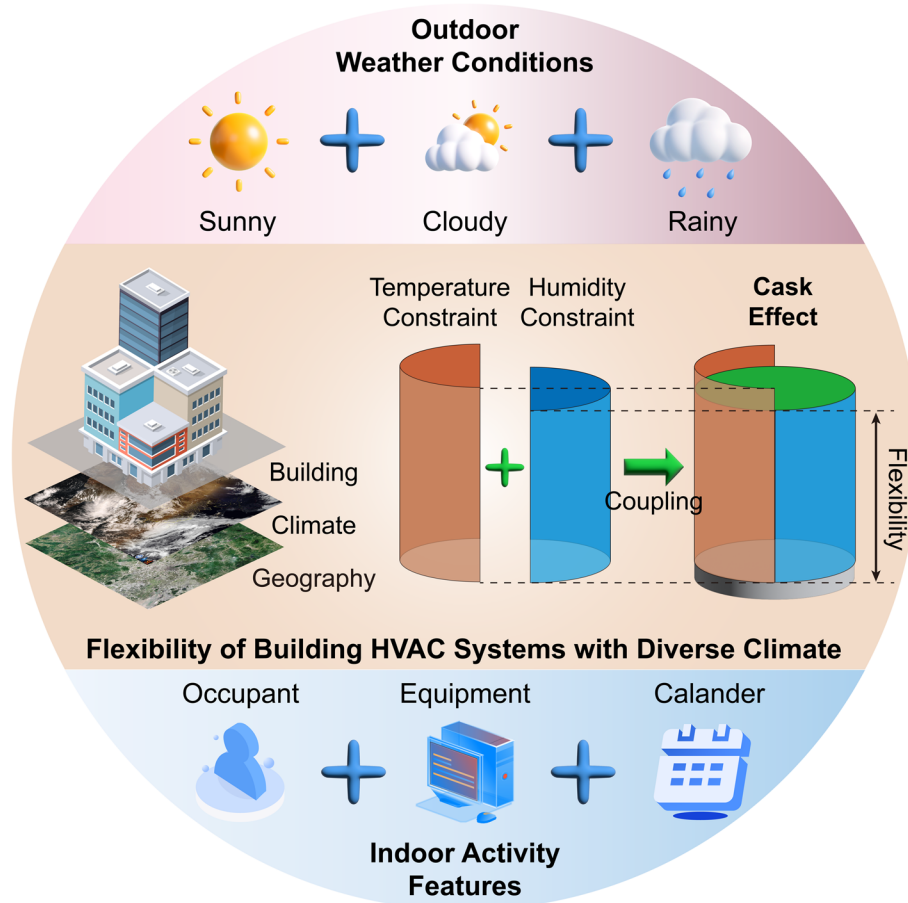 Outdoor
Weather Conditions
Sunny
Cloudy
Rainy
Temperature
Constraint
Humidity
Constraint
Cask
Effect
Building
Climate
Geography
Coupling
Flexibility
Flexibility of Building HVAC Systems with Diverse Climate
Occupant
Equipment
Calander
Indoor Activity
Features